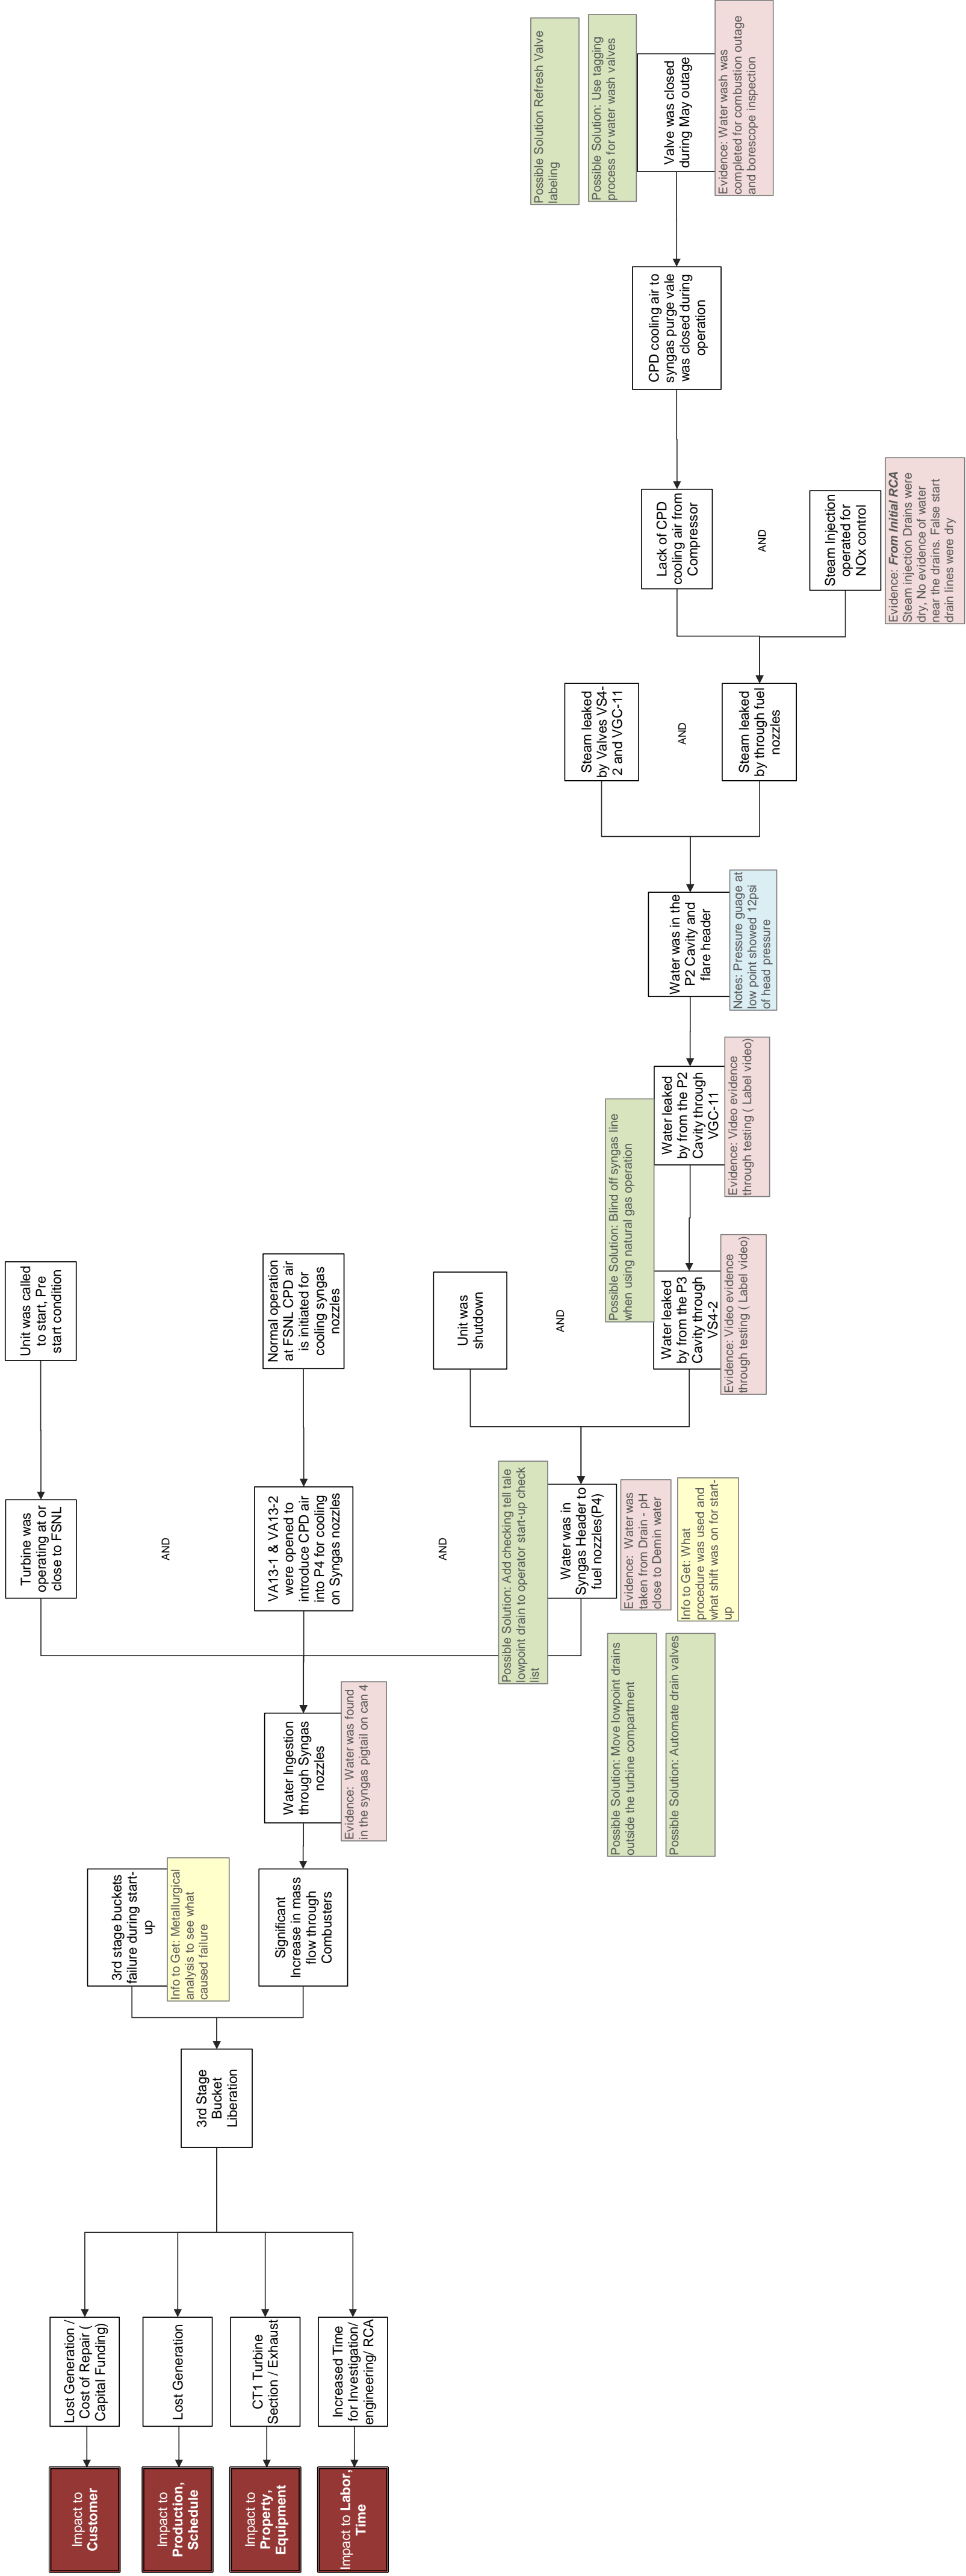 Impact to
Customer
Lost Generation /
Cost of Repair (
Capital Funding)
Impact to
Production,
Schedule
Lost Generation
Impact to
Property,
Equipment
CT1 Turbine
Section / Exhaust
Impact to Labor,
Time
Increased Time
for Investigation/
engineering/ RCA
3rd Stage
Bucket
Liberation
3rd stage buckets
failure during start-
up
Info to Get: Metallurgical
analysis to see what
caused failure
Significant
Increase in mass
flow through
Combusters
Water Ingestion
through Syngas
nozzles
Evidence:  Water was found
in the syngas pigtail on can 4
Turbine was
operating at or
close to FSNL
AND
VA13-1 & VA13-2
were opened to
introduce CPD air
into P4 for cooling
on Syngas nozzles
AND
Possible Solution: Add checking tell tale
lowpoint drain to operator start-up check
list
Water was in
Syngas Header to
fuel nozzles(P4)
Evidence:  Water was
taken from Drain - pH
close to Demin water
Info to Get: What
procedure was used and
what shift was on for start-
up
Possible Solution: Move lowpoint drains
outside the turbine compartment
Possible Solution: Automate drain valves
Unit was called
to start, Pre
start condition
Normal operation
at FSNL CPD air
is initiated for
cooling syngas
nozzles
Unit was
shutdown
AND
Water leaked
by from the P3
Cavity through
VS4-2
Evidence: Video evidence
through testing ( Label video)
Possible Solution: Blind off syngas line
when using natural gas operation
Water leaked
by from the P2
Cavity through
VGC-11
Evidence: Video evidence
through testing ( Label video)
Water was in the
P2 Cavity and
flare header
Notes: Pressure guage at
low point showed 12psi
of head pressure
Steam leaked
by Valves VS4-
2 and VGC-11
AND
Steam leaked
by through fuel
nozzles
Lack of CPD
cooling air from
Compressor
AND
Steam Injection
operated for
NOx control
Evidence: From Initial RCA
Steam injection Drains were
dry, No evidence of water
near the drains. False start
drain lines were dry
CPD cooling air to
syngas purge vale
was closed during
operation
Possible Solution Refresh Valve
labeling
Possible Solution: Use tagging
process for water wash valves
Valve was closed
during May outage
Evidence: Water wash was
completed for combustion outage
and borescope inspection